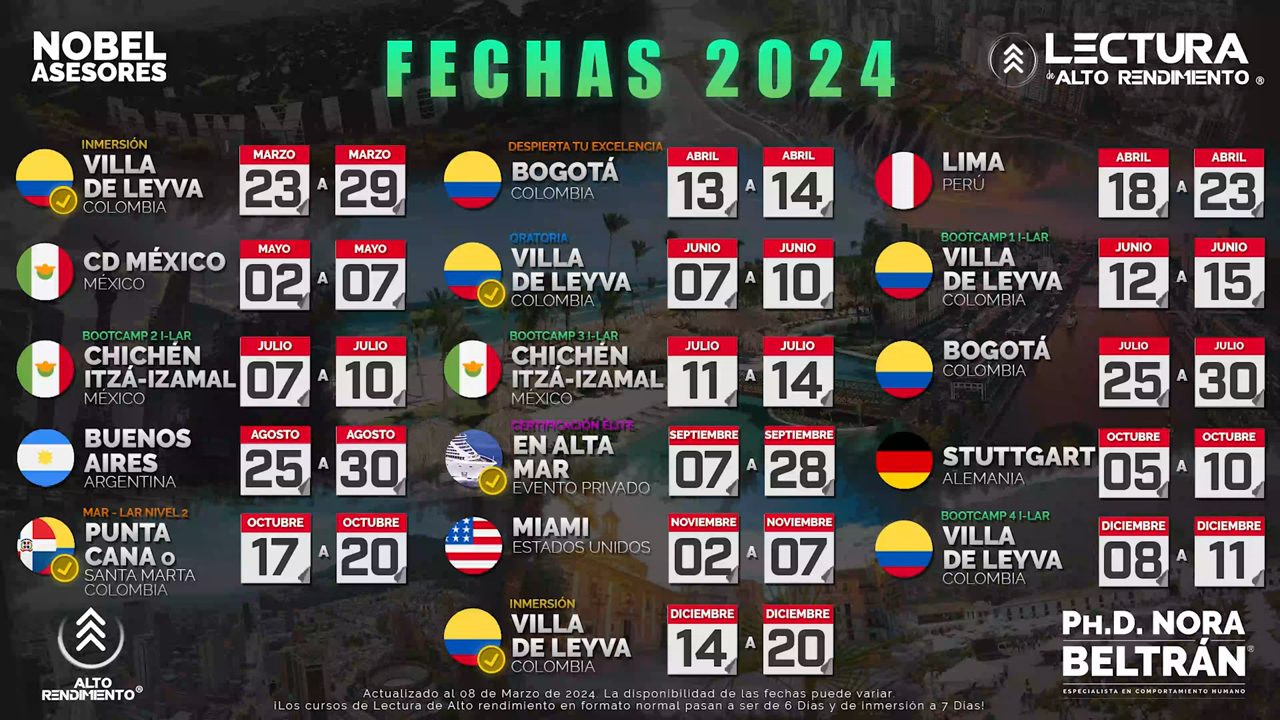 NOBEL
ASESORES
FECHAS 2024
LECTURA
de ALTO RENDIMIENTO ®
INMERSIÓN
VILLA
DE LEYVA
COLOMBIA
MARZO
23
A
MARZO
29
DESPIERTA TU EXCELENCIA
BOGOTÁ
COLOMBIA
ABRIL
13
A
ABRIL
14
LIMA
PERÚ
ABRIL
18
A
ABRIL
23
CD MÉXICO
MÉXICO
MAYO
02
A
MAYO
07
ORATORIA
VILLA
DE LEYVA
COLOMBIA
JUNIO
07
A
JUNIO
10
BOOTCAMP 1 I-LAR
VILLA
DE LEYVA
COLOMBIA
JUNIO
12
A
JUNIO
15
BOOTCAMP 2 I-LAR
CHICHÉN
ITZÁ-IZAMAL
MÉXICO
JULIO
07
A
JULIO
10
BOOTCAMP 3 I-LAR
CHICHÉN
ITZÁ-IZAMAL
MÉXICO
JULIO
11
A
JULIO
14
BOGOTÁ
COLOMBIA
JULIO
25
A
JULIO
30
BUENOS
AIRES
ARGENTINA
AGOSTO
25
A
AGOSTO
30
CERTIFICACIÓN ÉLITE
EN ALTA
MAR
EVENTO PRIVADO
SEPTIEMBRE
07
A
SEPTIEMBRE
28
STUTTGART
ALEMANIA
OCTUBRE
05
A
OCTUBRE
10
MAR - LAR NIVEL 2
PUNTA
CANA O
SANTA MARTA
COLOMBIA
OCTUBRE
17
A
OCTUBRE
20
MIAMI
ESTADOS UNIDOS
NOVIEMBRE
02
A
NOVIEMBRE
07
BOOTCAMP 4 I-LAR
VILLA
DE LEYVA
COLOMBIA
DICIEMBRE
08
A
DICIEMBRE
11
INMERSIÓN
VILLA
DE LEYVA
COLOMBIA
DICIEMBRE
14
A
DICIEMBRE
20
ALTO
RENDIMIENTO®
PH.D. NORA
BELTRÁN®
ESPECIALISTA EN COMPORTAMIENTO HUMANO
Actualizado al 08 de Marzo de 2024. La disponibilidad de las fechas puede variar.
¡Los cursos de Lectura de Alto rendimiento en formato normal pasan a ser de 6 Días y de inmersión a 7 Días!